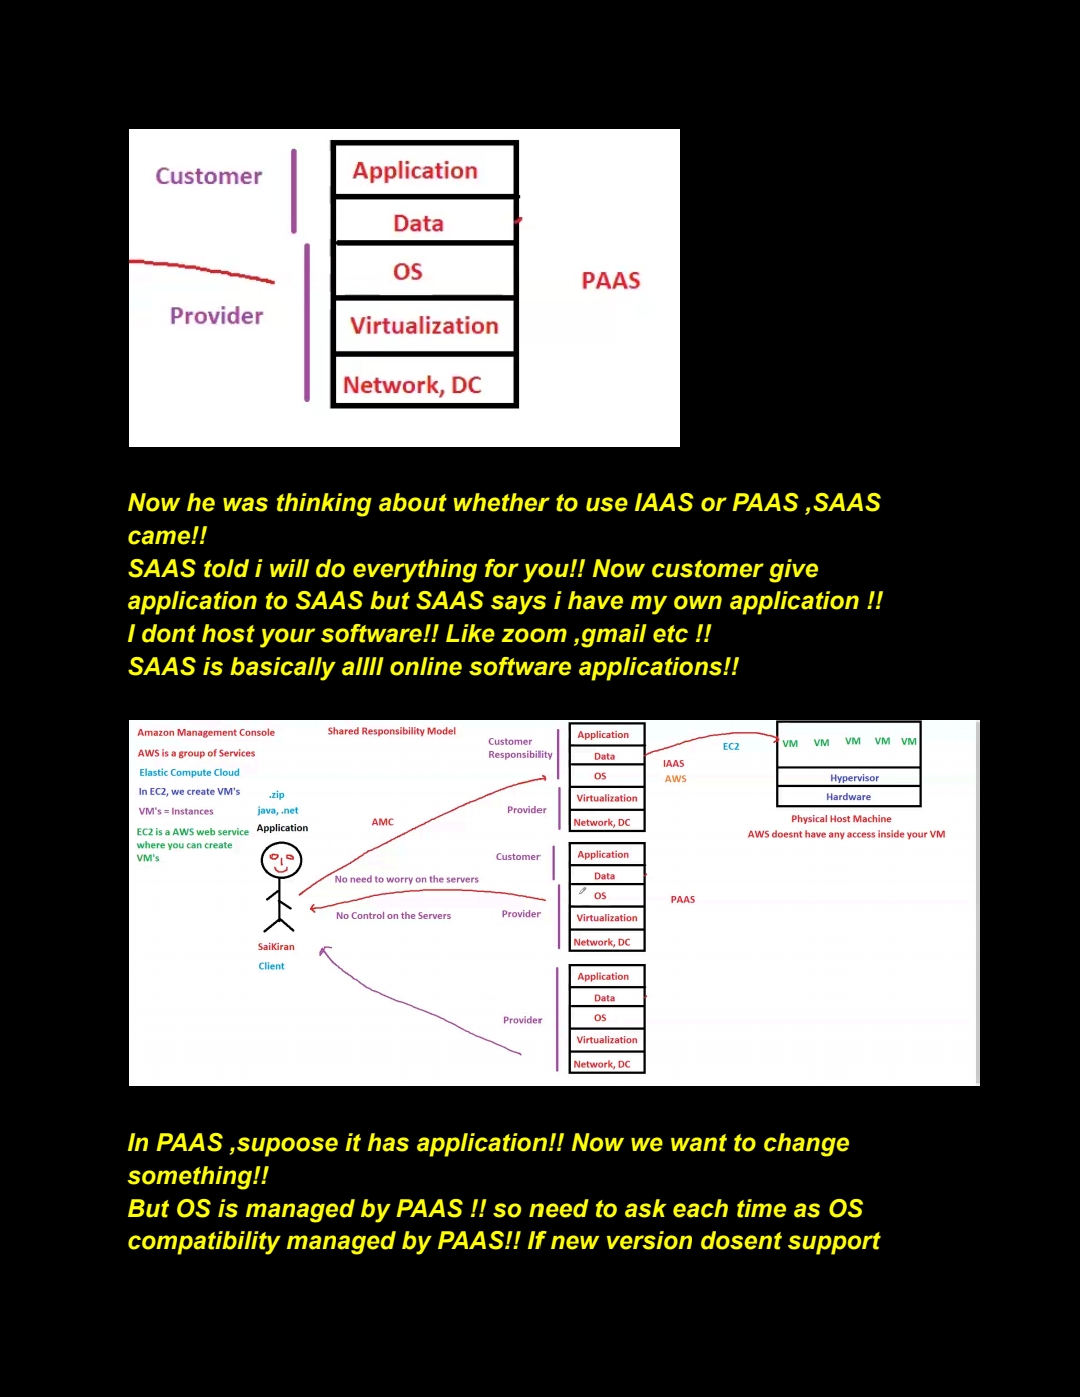 Customer
Application
Data
OS
PAAS
Provider
Virtualization
Network, DC
Now he was thinking about whether to use IAAS or PAAS ,SAAS
came!!
SAAS told i will do everything for you!! Now customer give
application to SAAS but SAAS says i have my own application !!
I dont host your software!! Like zoom ,gmail etc !!
SAAS is basically allll online software applications!!
Amazon Management Console
AWS is a group of Services
Elastic Compute Cloud
In EC2, we create VM's
VM's = Instances
EC2 is a AWS web service
where you can create
VM's
.zip
java, .net
Application
SaiKiran
Client
Shared Responsibility Model
AMC
No need to worry on the servers
No Control on the Servers
Customer
Responsibility
Provider
Application
Data
OS
Virtualization
Network, DC
IAAS
AWS
EC2
VM VM VM VM VM
Hypervisor
Hardware
Physical Host Machine
AWS doesnt have any access inside your VM
Customer
Provider
Application
Data
OS
Virtualization
Network, DC
PAAS
Provider
Application
Data
OS
Virtualization
Network, DC
In PAAS ,supoose it has application!! Now we want to change
something!!
But OS is managed by PAAS !! so need to ask each time as OS
compatibility managed by PAAS!! If new version dosent support